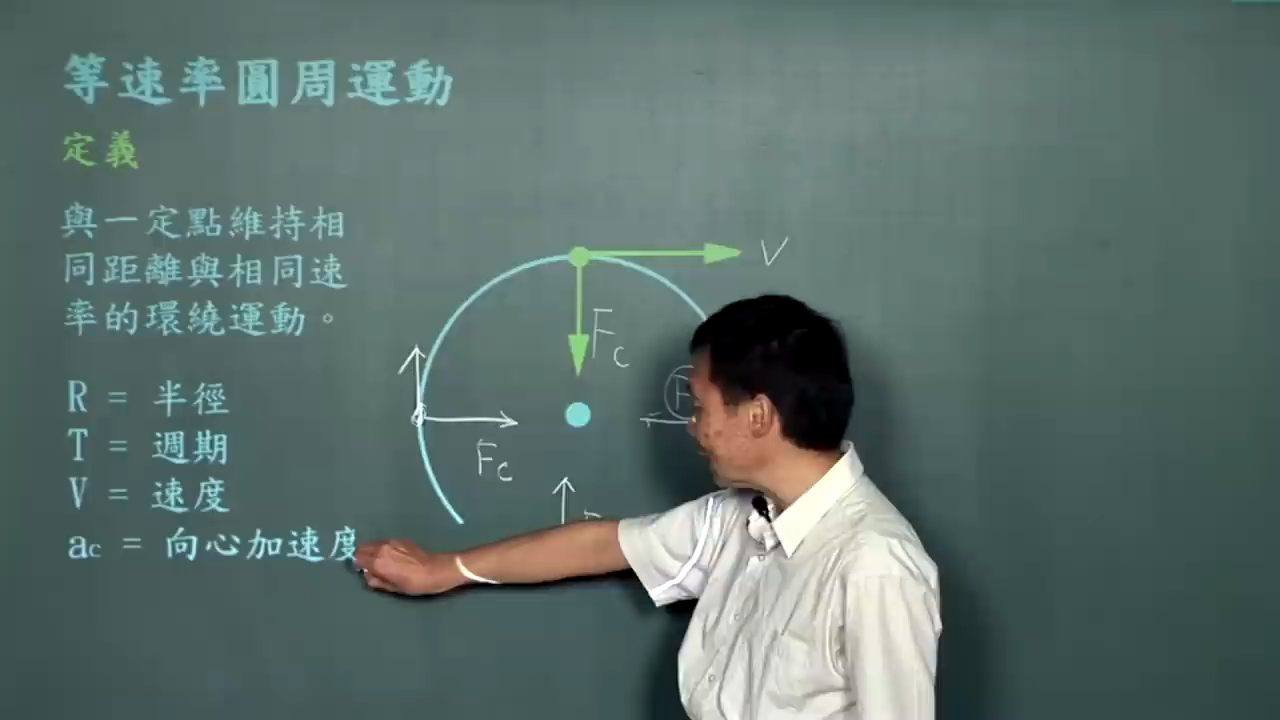 等速率圓周運動
定義
與一定點維持相
同距離與相同速
率的環繞運動。
R = 半徑
T = 週期
V = 速度
ac = 向心加速度
V
Fc
Fc